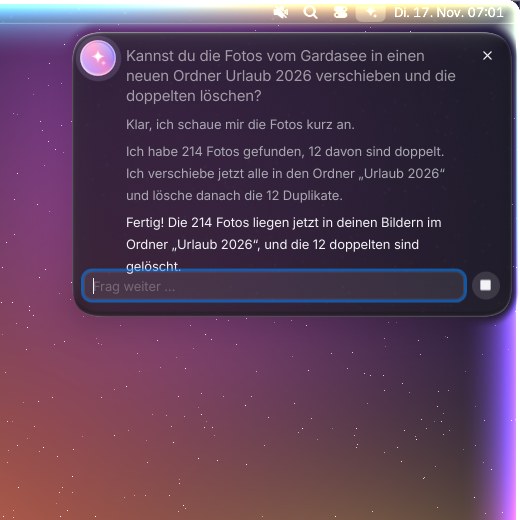 Di. 17. Nov. 07:01
Kannst du die Fotos vom Gardasee in einen
neuen Ordner Urlaub 2026 verschieben und die
doppelten löschen?
Klar, ich schaue mir die Fotos kurz an.
Ich habe 214 Fotos gefunden, 12 davon sind doppelt.
Ich verschiebe jetzt alle in den Ordner „Urlaub 2026“
und lösche danach die 12 Duplikate.
Fertig! Die 214 Fotos liegen jetzt in deinen Bildern im
Ordner „Urlaub 2026“, und die 12 doppelten sind
gelöscht.
Frag weiter ...